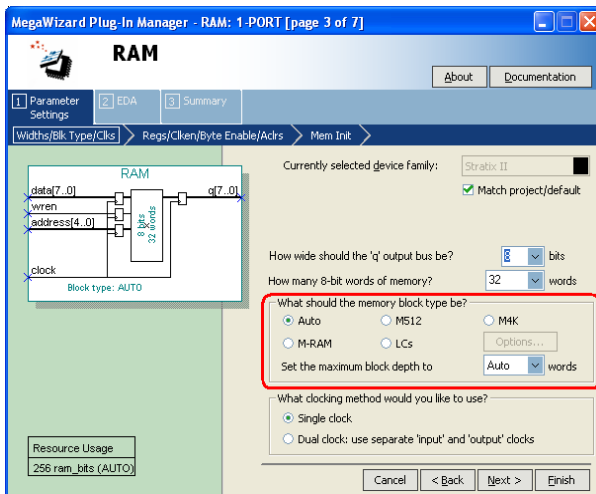 MegaWizard Plug-In Manager - RAM: 1-PORT [page 3 of 7]
RAM
About
Documentation
1 Parameter Settings
2 EDA
3 Summary
Widths/Blk Type/Clks
Regs/Clken/Byte Enable/Aclrs
Mem Init
RAM
data[7..0]
q[7..0]
wren
address[4..0]
8 bits
32 Words
clock
Block type: AUTO
Currently selected device family:
Stratix II
Match project/default
How wide should the 'q' output bus be?
8
bits
How many 8-bit words of memory?
32
words
What should the memory block type be?
Auto
M512
M4K
M-RAM
LCs
Options...
Set the maximum block depth to
Auto
words
What clocking method would you like to use?
Single clock
Dual clock: use separate 'input' and 'output' clocks
Resource Usage
256 ram_bits (AUTO)
Cancel
< Back
Next >
Finish